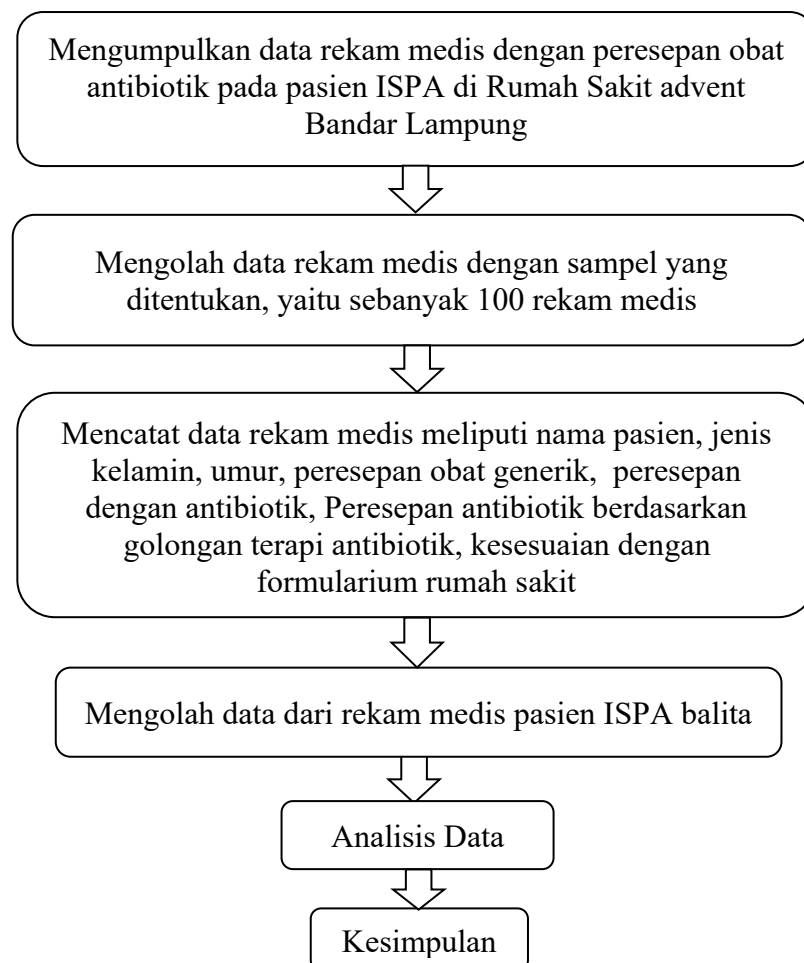 Mengumpulkan data rekam medis dengan peresepan obat
antibiotik pada pasien ISPA di Rumah Sakit advent
Bandar Lampung
Mengolah data rekam medis dengan sampel yang
ditentukan, yaitu sebanyak 100 rekam medis
Mencatat data rekam medis meliputi nama pasien, jenis
kelamin, umur, peresepan obat generik, peresepan
dengan antibiotik, Peresepan antibiotik berdasarkan
golongan terapi antibiotik, kesesuaian dengan
formularium rumah sakit
Mengolah data dari rekam medis pasien ISPA balita
Analisis Data
Kesimpulan